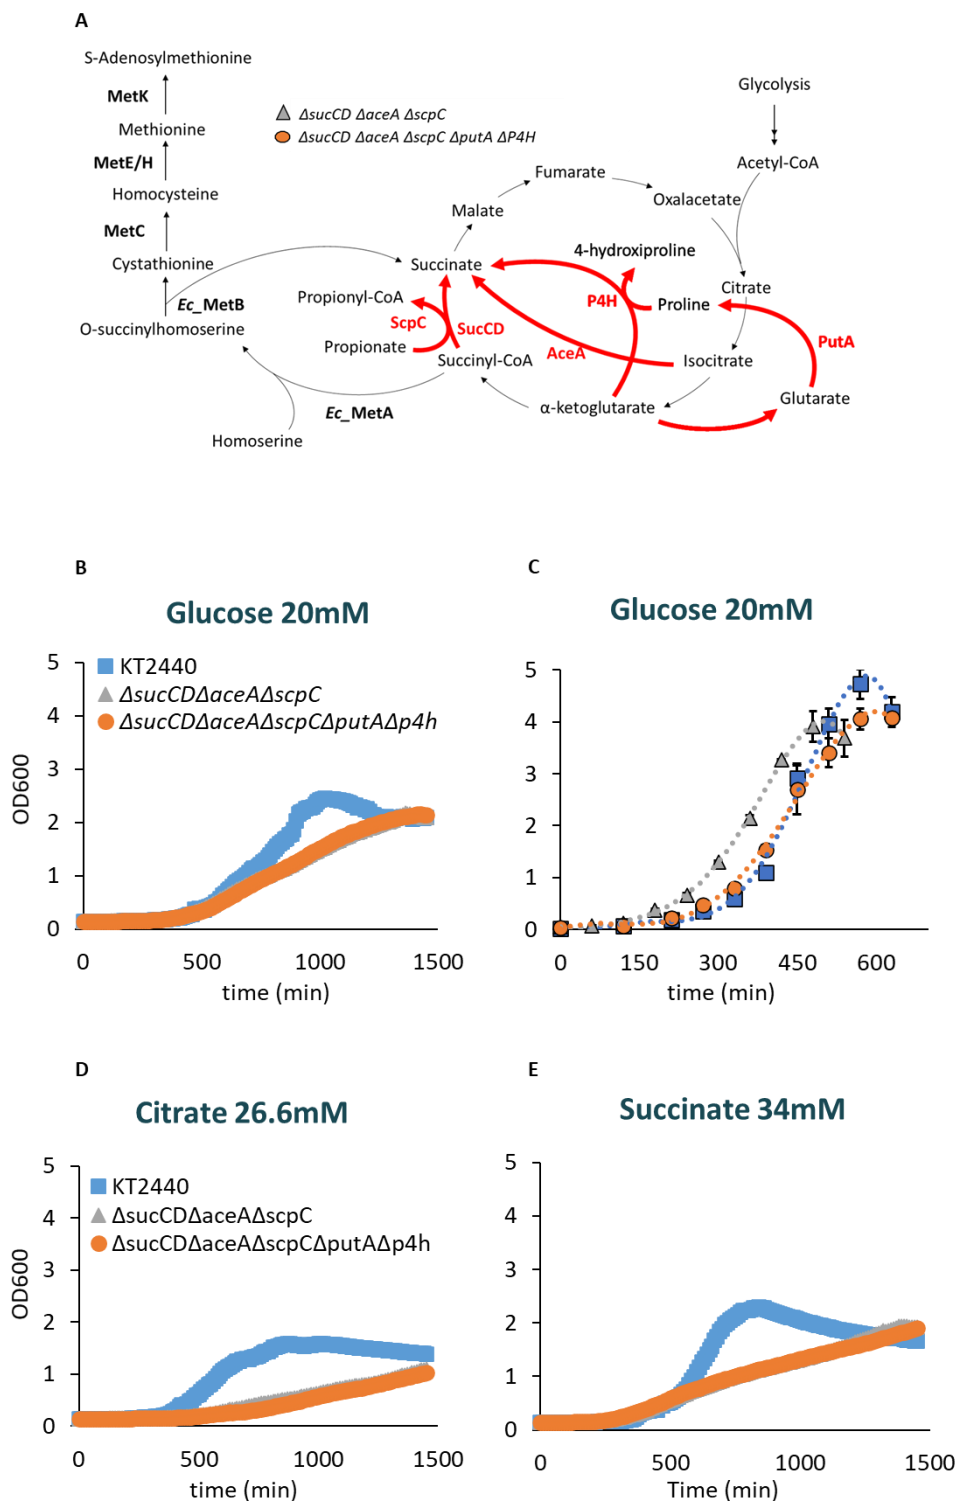 A
S-Adenosylmethionine
MetK
Methionine
MetE/H
Homocysteine
MetC
Cystathionine
Ec_MetB
O-succinylhomoserine
Ec_MetA
Homoserine
ΔsucCD ΔaceA ΔscpC
ΔsucCD ΔaceA ΔscpC ΔputA ΔP4H
Glycolysis
Acetyl-CoA
Fumarate
Oxalacetate
Malate
4-hydroxiproline
Succinate
Citrate
Propionyl-CoA
P4H
Proline
ScpC
SucCD
PutA
Propionate
AceA
Isocitrate
Succinyl-CoA
Glutarate
α-ketoglutarate
B
Glucose 20mM
5
4
3
2
1
0
OD600
KT2440
ΔsucCDΔaceAΔscpC
ΔsucCDΔaceAΔscpCΔputAΔp4h
0 500 1000 1500
time (min)
C
Glucose 20mM
5
4
3
2
1
0
0 150 300 450 600
time (min)
D
Citrate 26.6mM
5
4
3
2
1
0
OD600
KT2440
ΔsucCDΔaceAΔscpC
ΔsucCDΔaceAΔscpCΔputAΔp4h
0 500 1000 1500
time (min)
E
Succinate 34mM
5
4
3
2
1
0
0 500 1000 1500
Time (min)